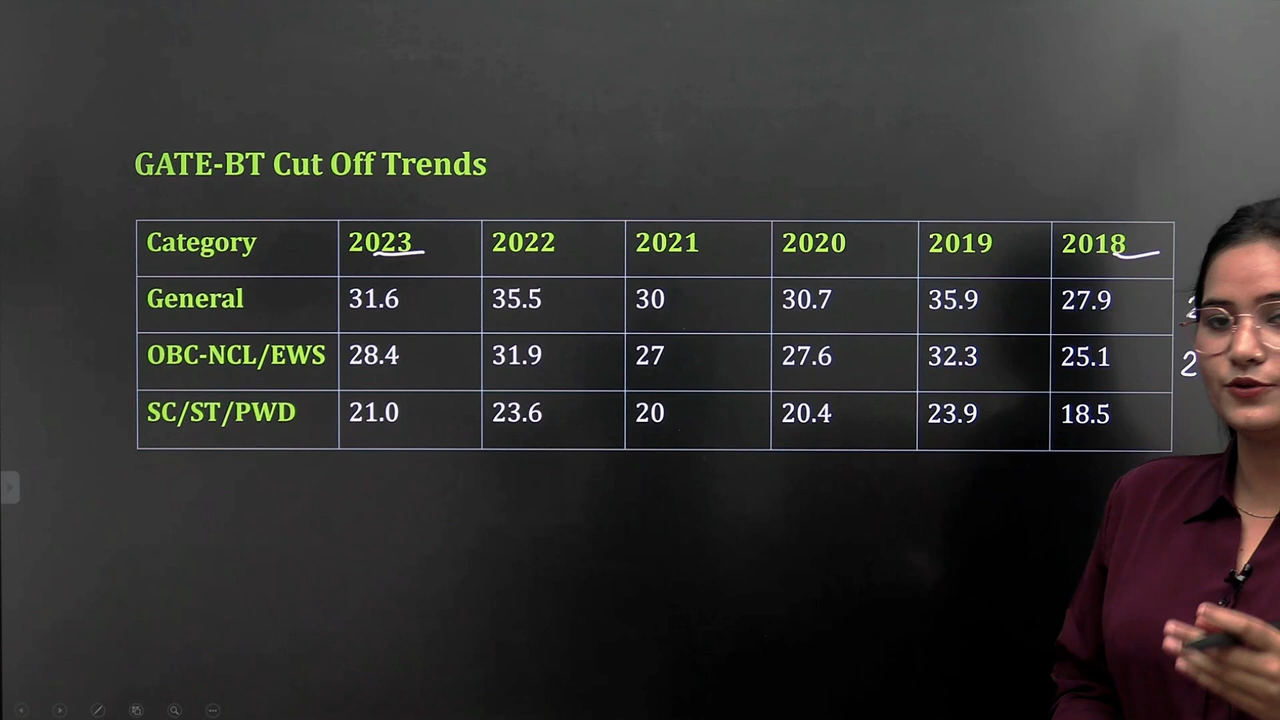 GATE-BT Cut Off Trends
Category 2023 2022 2021 2020 2019 2018
General 31.6 35.5 30 30.7 35.9 27.9
OBC-NCL/EWS 28.4 31.9 27 27.6 32.3 25.1
SC/ST/PWD 21.0 23.6 20 20.4 23.9 18.5